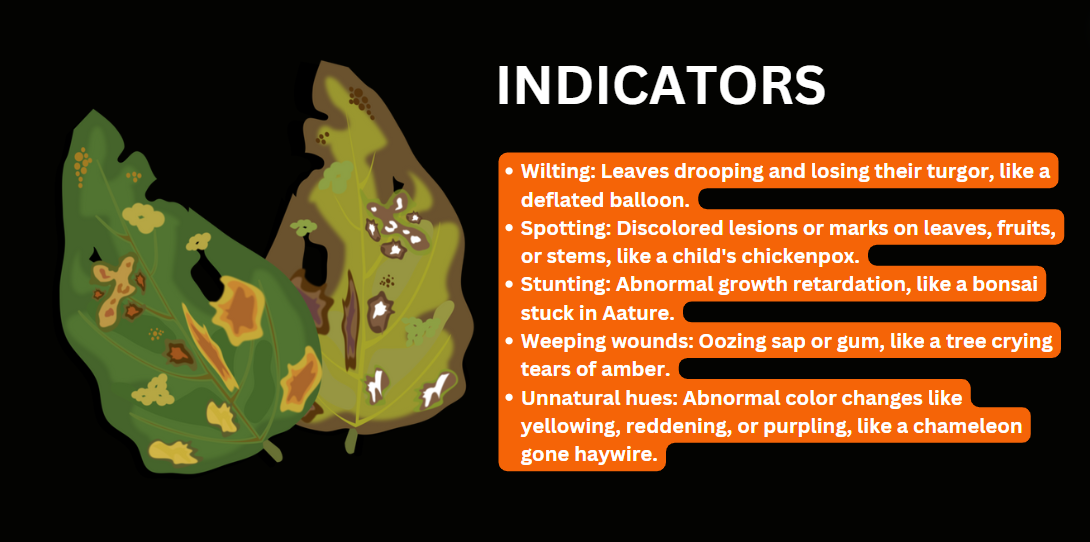 INDICATORS
• Wilting: Leaves drooping and losing their turgor, like a
deflated balloon.
• Spotting: Discolored lesions or marks on leaves, fruits,
or stems, like a child's chickenpox.
• Stunting: Abnormal growth retardation, like a bonsai
stuck in Aature.
• Weeping wounds: Oozing sap or gum, like a tree crying
tears of amber.
• Unnatural hues: Abnormal color changes like
yellowing, reddening, or purpling, like a chameleon
gone haywire.